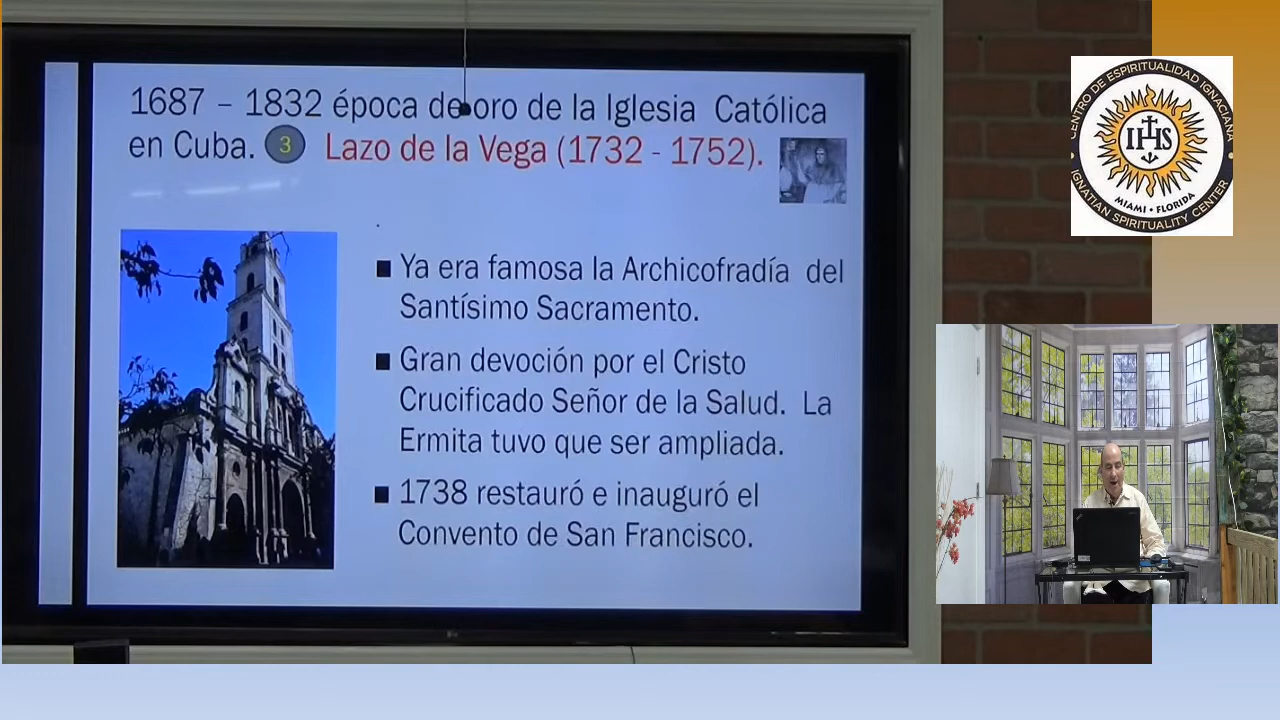 1687 – 1832 época de oro de la Iglesia Católica
en Cuba. 3 Lazo de la Vega (1732 - 1752).
■ Ya era famosa la Archicofradía del
Santísimo Sacramento.
■ Gran devoción por el Cristo
Crucificado Señor de la Salud. La
Ermita tuvo que ser ampliada.
■ 1738 restauró e inauguró el
Convento de San Francisco.
CENTRO DE ESPIRITUALIDAD IGNACIANA
IHS
MIAMI • FLORIDA
IGNATIAN SPIRITUALITY CENTER